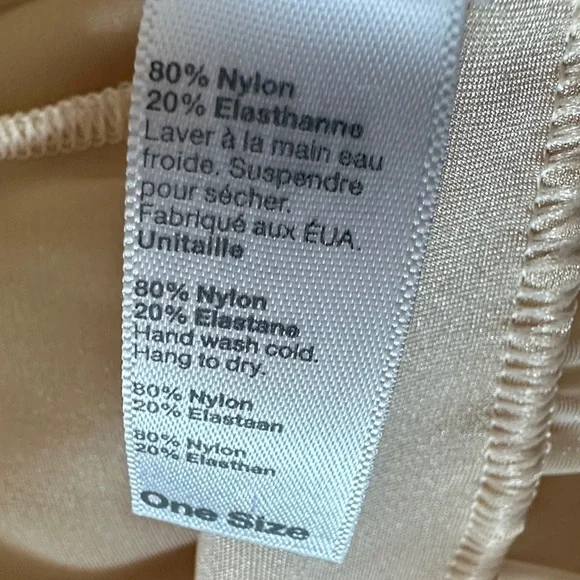 80% Nylon
20% Elasthanne
Laver à la main eau
froide. Suspendre
pour sécher.
Fabriqué aux ÉUA.
Unitaille
80% Nylon
20% Elastane
Hand wash cold.
Hang to dry.
80% Nylon
20% Elastaan
80% Nylon
20% Elasthan
One Size